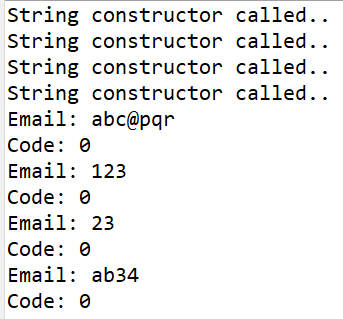 String constructor called..
String constructor called..
String constructor called..
String constructor called..
Email: abc@pqr
Code: 0
Email: 123
Code: 0
Email: 23
Code: 0
Email: ab34
Code: 0